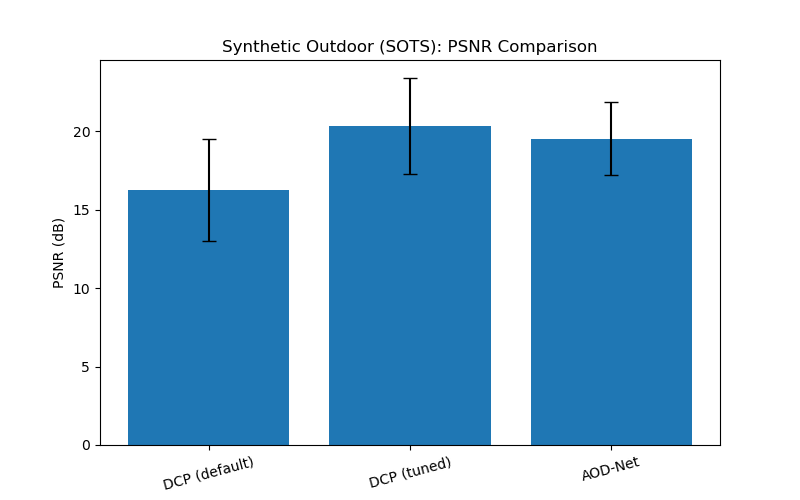 Synthetic Outdoor (SOTS): PSNR Comparison
PSNR (dB)
20
15
10
5
0
DCP (default)
DCP (tuned)
AOD-Net